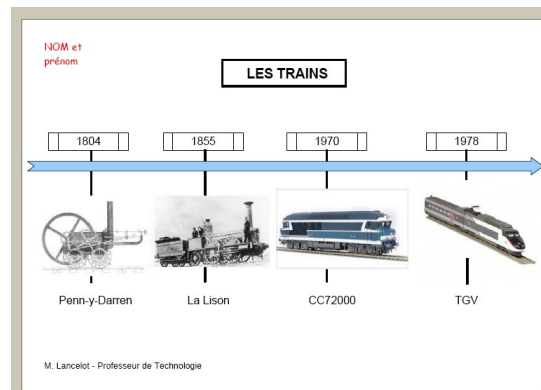 NOM et
prénom
LES TRAINS
1804
1855
1970
1978
Penn-y-Darren
La Lison
CC72000
TGV
M. Lancelot - Professeur de Technologie